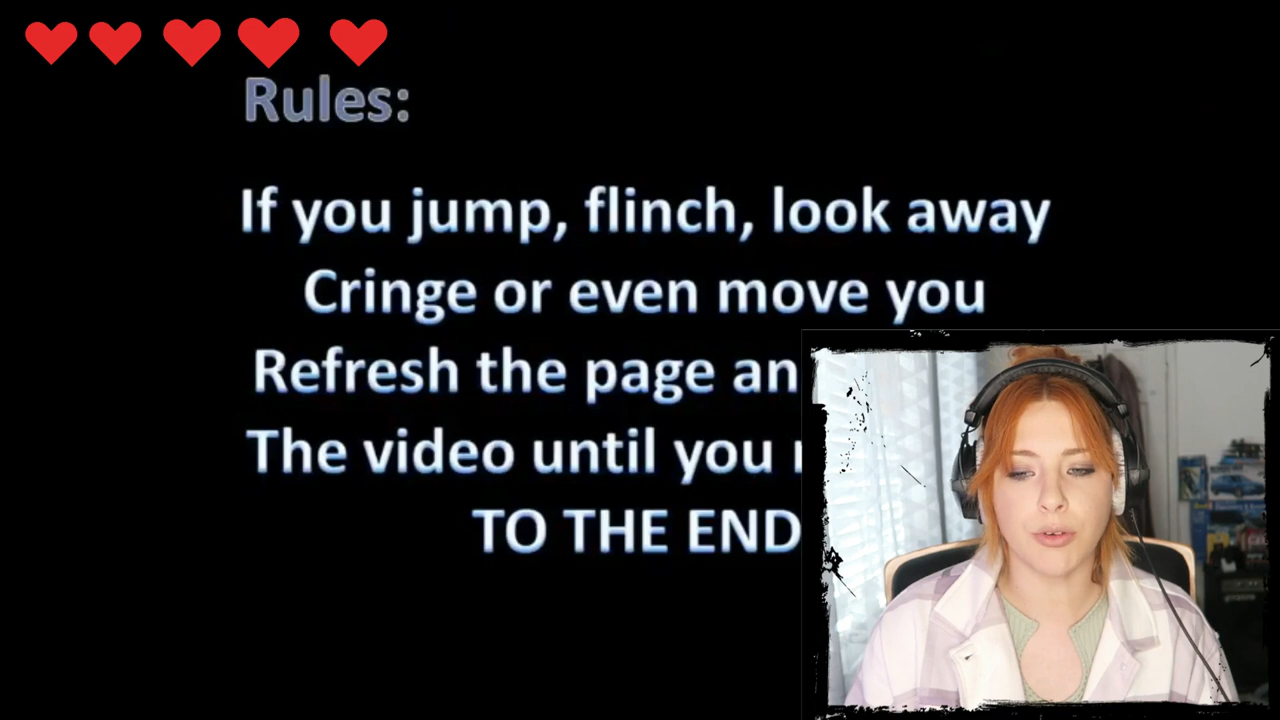 Rules:
If you jump, flinch, look away
Cringe or even move you
Refresh the page an
The video until you
TO THE END